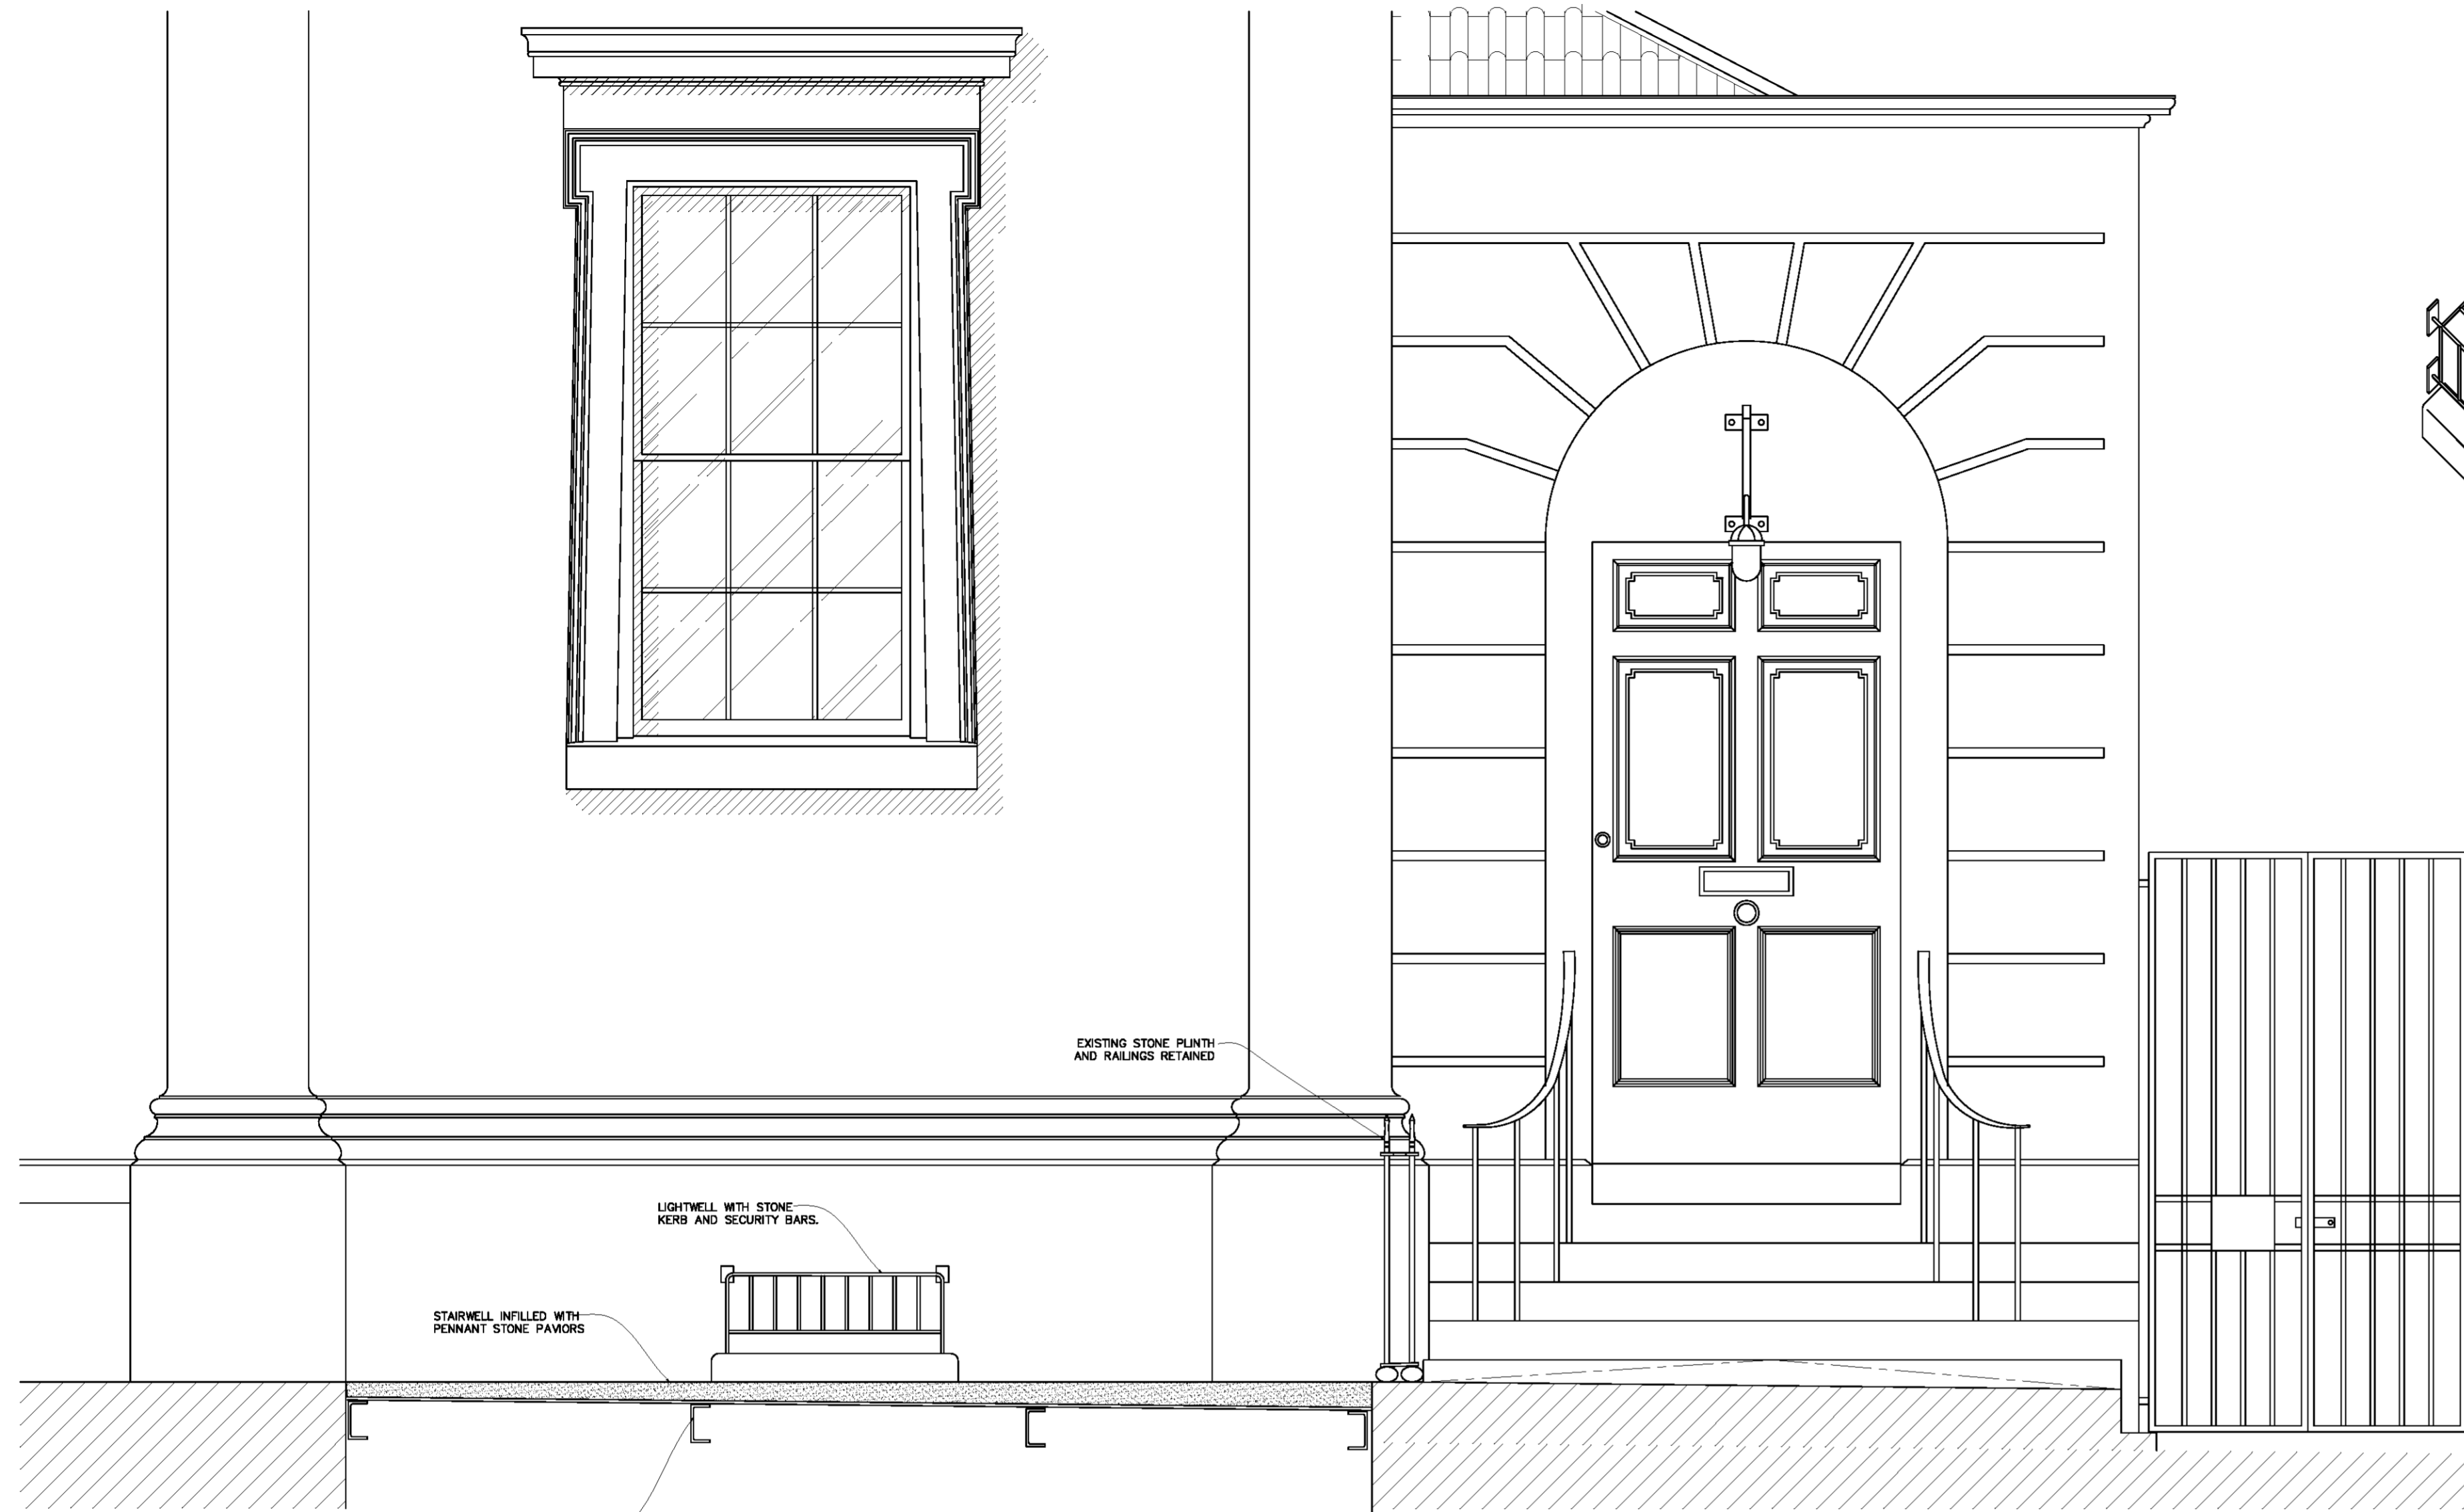 EXISTING STONE PLINTH
AND RAILINGS RETAINED
LIGHTWELL WITH STONE
KERB AND SECURITY BARS.
STAIRWELL INFILLED WITH
PENNANT STONE PAVIORS